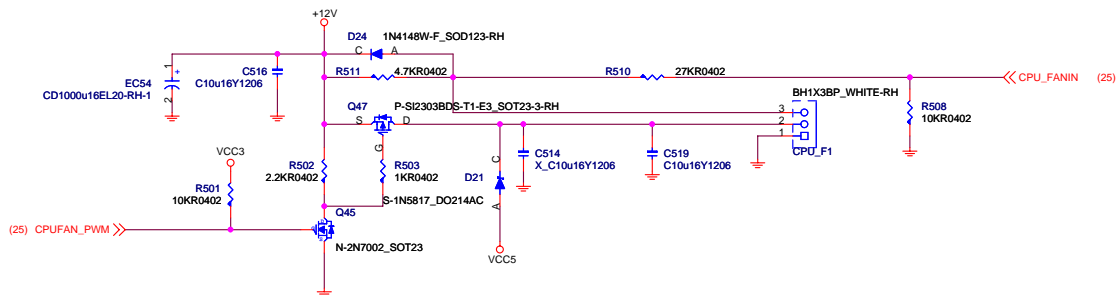 +12V
D24
1N4148W-F_SOD123-RH
C
A
EC54
CD1000u16EL20-RH-1
1
+
2
C516
C10u16Y1206
R511
4.7KR0402
R510
27KR0402
CPU_FANIN
(25)
Q47
P-SI2303BDS-T1-E3_SOT23-3-RH
S
D
G
BH1X3BP_WHITE-RH
3
2
1
CPU_F1
R508
10KR0402
VCC3
R501
10KR0402
R502
2.2KR0402
R503
1KR0402
D21
C
A
S-1N5817_DO214AC
C514
X_C10u16Y1206
C519
C10u16Y1206
(25)
CPUFAN_PWM
Q45
N-2N7002_SOT23
VCC5